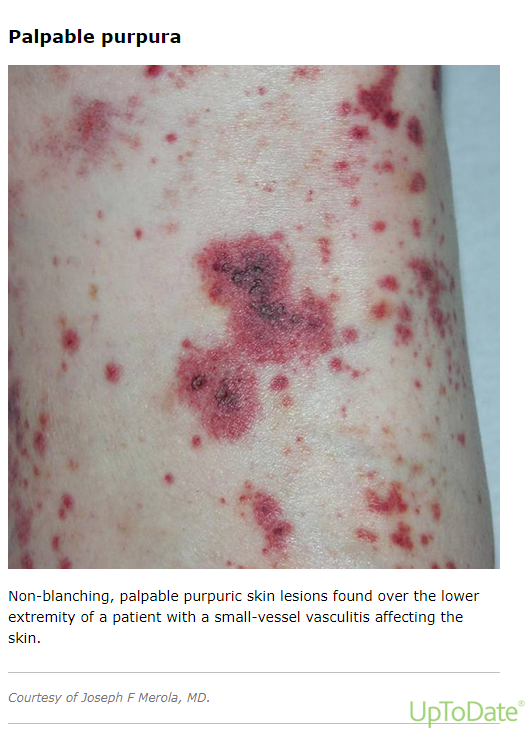 Palpable purpura
Non-blanching, palpable purpuric skin lesions found over the lower
extremity of a patient with a small-vessel vasculitis affecting the
skin.
Courtesy of Joseph F Merola, MD.
UpToDate®